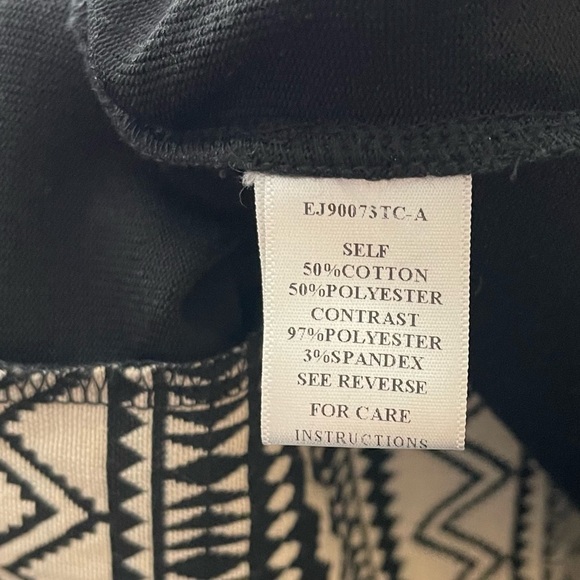 EJ90073TC-A
SELF
50%COTTON
50%POLYESTER
CONTRAST
97%POLYESTER
3%SPANDEX
SEE REVERSE
FOR CARE
INSTRUCTIONS